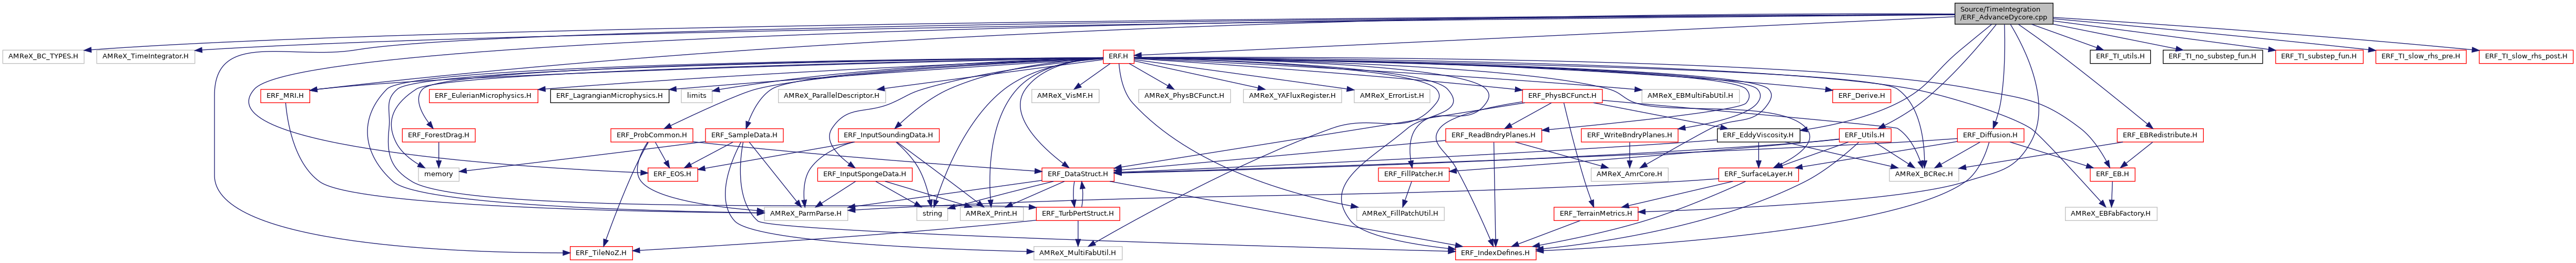 Source/TimeIntegration
/ERF_AdvanceDycore.cpp
AMReX_BC_TYPES.H
AMReX_TimeIntegrator.H
ERF.H
ERF_TI_utils.H
ERF_TI_no_substep_fun.H
ERF_TI_substep_fun.H
ERF_TI_slow_rhs_pre.H
ERF_TI_slow_rhs_post.H
ERF_MRI.H
ERF_EulerianMicrophysics.H
ERF_LagrangianMicrophysics.H
limits
AMReX_ParallelDescriptor.H
AMReX_VisMF.H
AMReX_PhysBCFunct.H
AMReX_YAFluxRegister.H
AMReX_ErrorList.H
ERF_PhysBCFunct.H
AMReX_EBMultiFabUtil.H
ERF_Derive.H
ERF_ForestDrag.H
ERF_ProbCommon.H
ERF_SampleData.H
ERF_InputSoundingData.H
ERF_ReadBndryPlanes.H
ERF_WriteBndryPlanes.H
ERF_EddyViscosity.H
ERF_Utils.H
ERF_Diffusion.H
ERF_EBRedistribute.H
memory
ERF_EOS.H
ERF_InputSpongeData.H
ERF_DataStruct.H
ERF_FillPatcher.H
AMReX_AmrCore.H
ERF_SurfaceLayer.H
AMReX_BCRec.H
ERF_EB.H
AMReX_ParmParse.H
string
AMReX_Print.H
ERF_TurbPertStruct.H
AMReX_FillPatchUtil.H
ERF_TerrainMetrics.H
AMReX_EBFabFactory.H
ERF_TileNoZ.H
AMReX_MultiFabUtil.H
ERF_IndexDefines.H